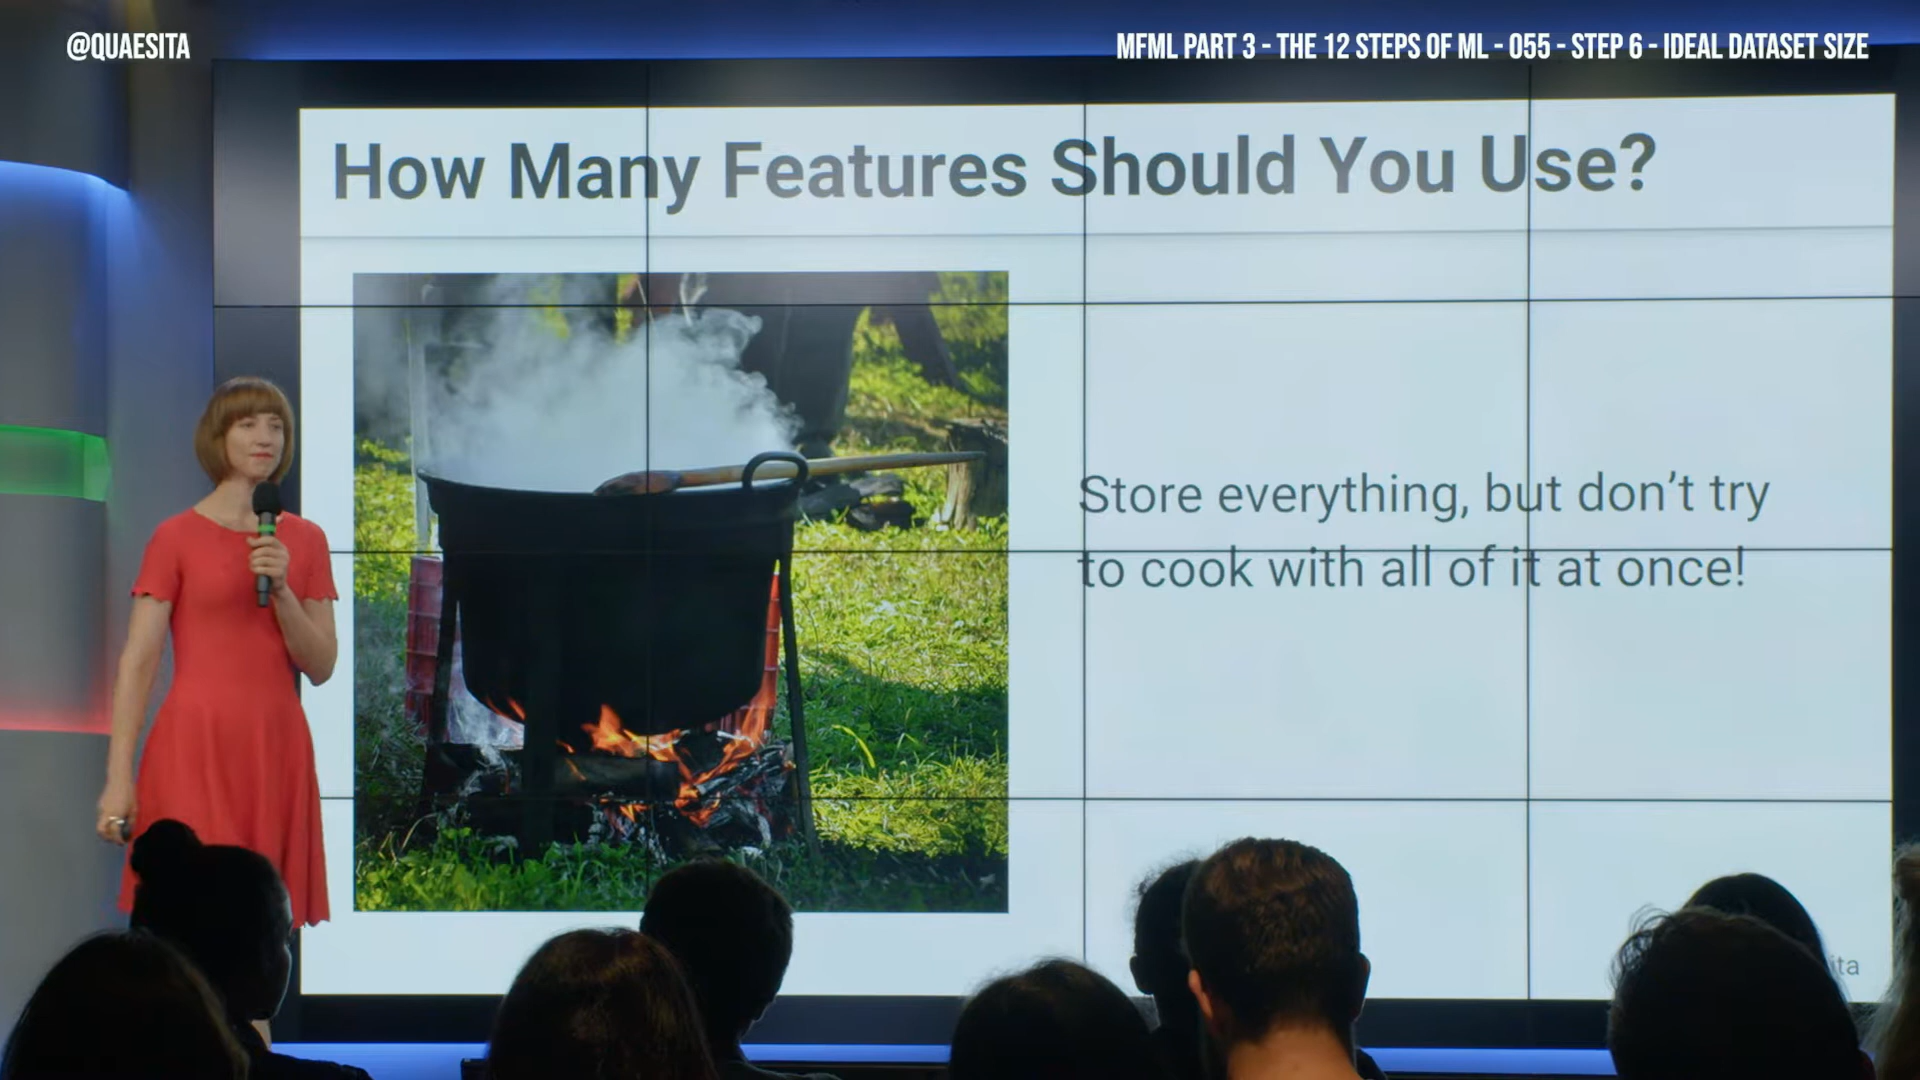 @QUAESITA
MFML PART 3 - THE 12 STEPS OF ML - 055 - STEP 6 - IDEAL DATASET SIZE
How Many Features Should You Use?
Store everything, but don't try
to cook with all of it at once!